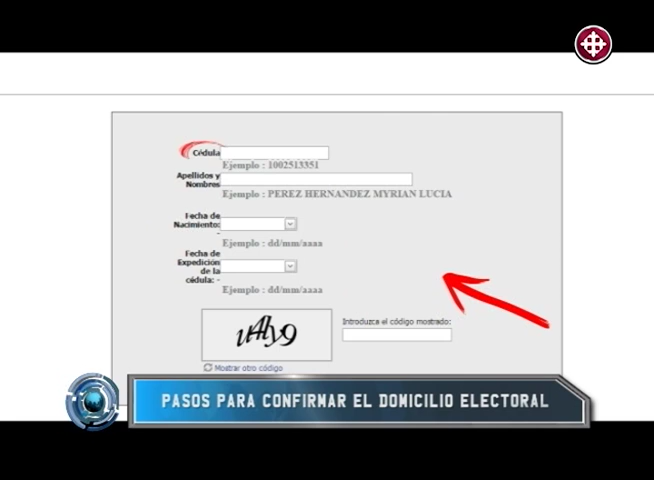 Cédula
Ejemplo : 1002513351
Apellidos y
Nombres
Ejemplo : PEREZ HERNANDEZ MYRIAN LUCIA
Fecha de
Nacimiento:
-
Ejemplo : dd/mm/aaaa
Fecha de
Expedición
de la
cédula: -
Ejemplo : dd/mm/aaaa
Introduzca el código mostrado:
Mostrar otro código
PASOS PARA CONFIRMAR EL DOMICILIO ELECTORAL